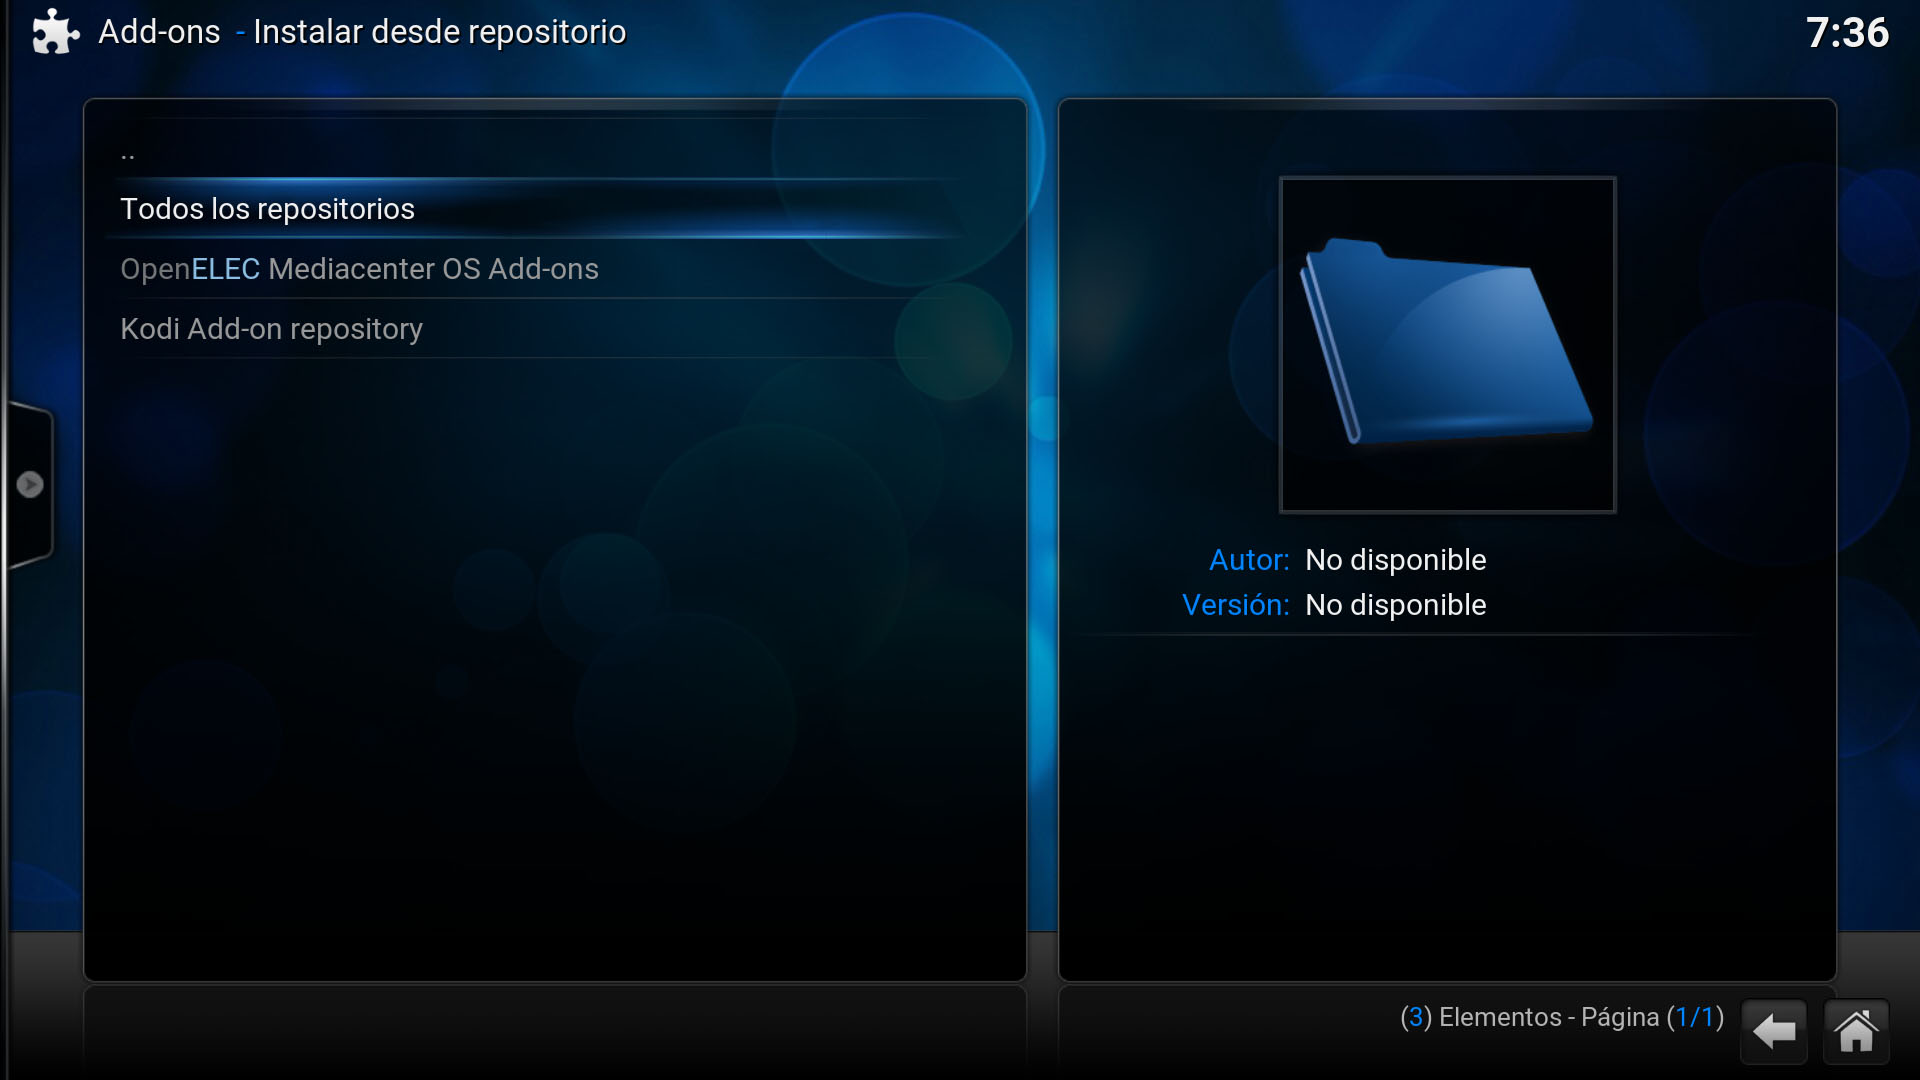 Add-ons - Instalar desde repositorio
7:36
..
Todos los repositorios
OpenELEC Mediacenter OS Add-ons
Kodi Add-on repository
Autor: No disponible
Versión: No disponible
(3) Elementos - Página (1/1)